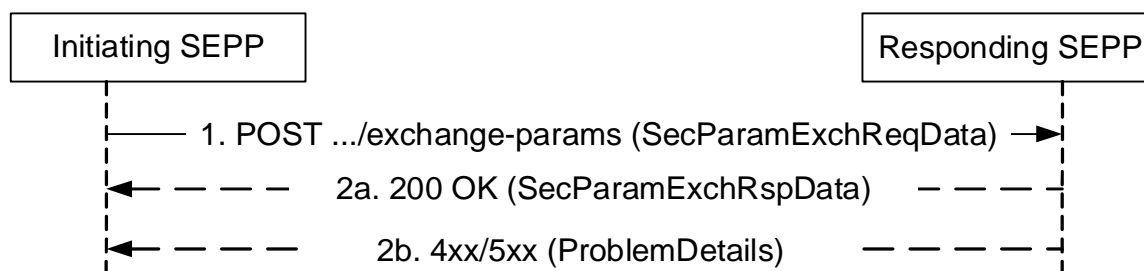 Initiating SEPP
Responding SEPP
1. POST .../exchange-params (SecParamExchReqData)
2a. 200 OK (SecParamExchRspData)
2b. 4xx/5xx (ProblemDetails)